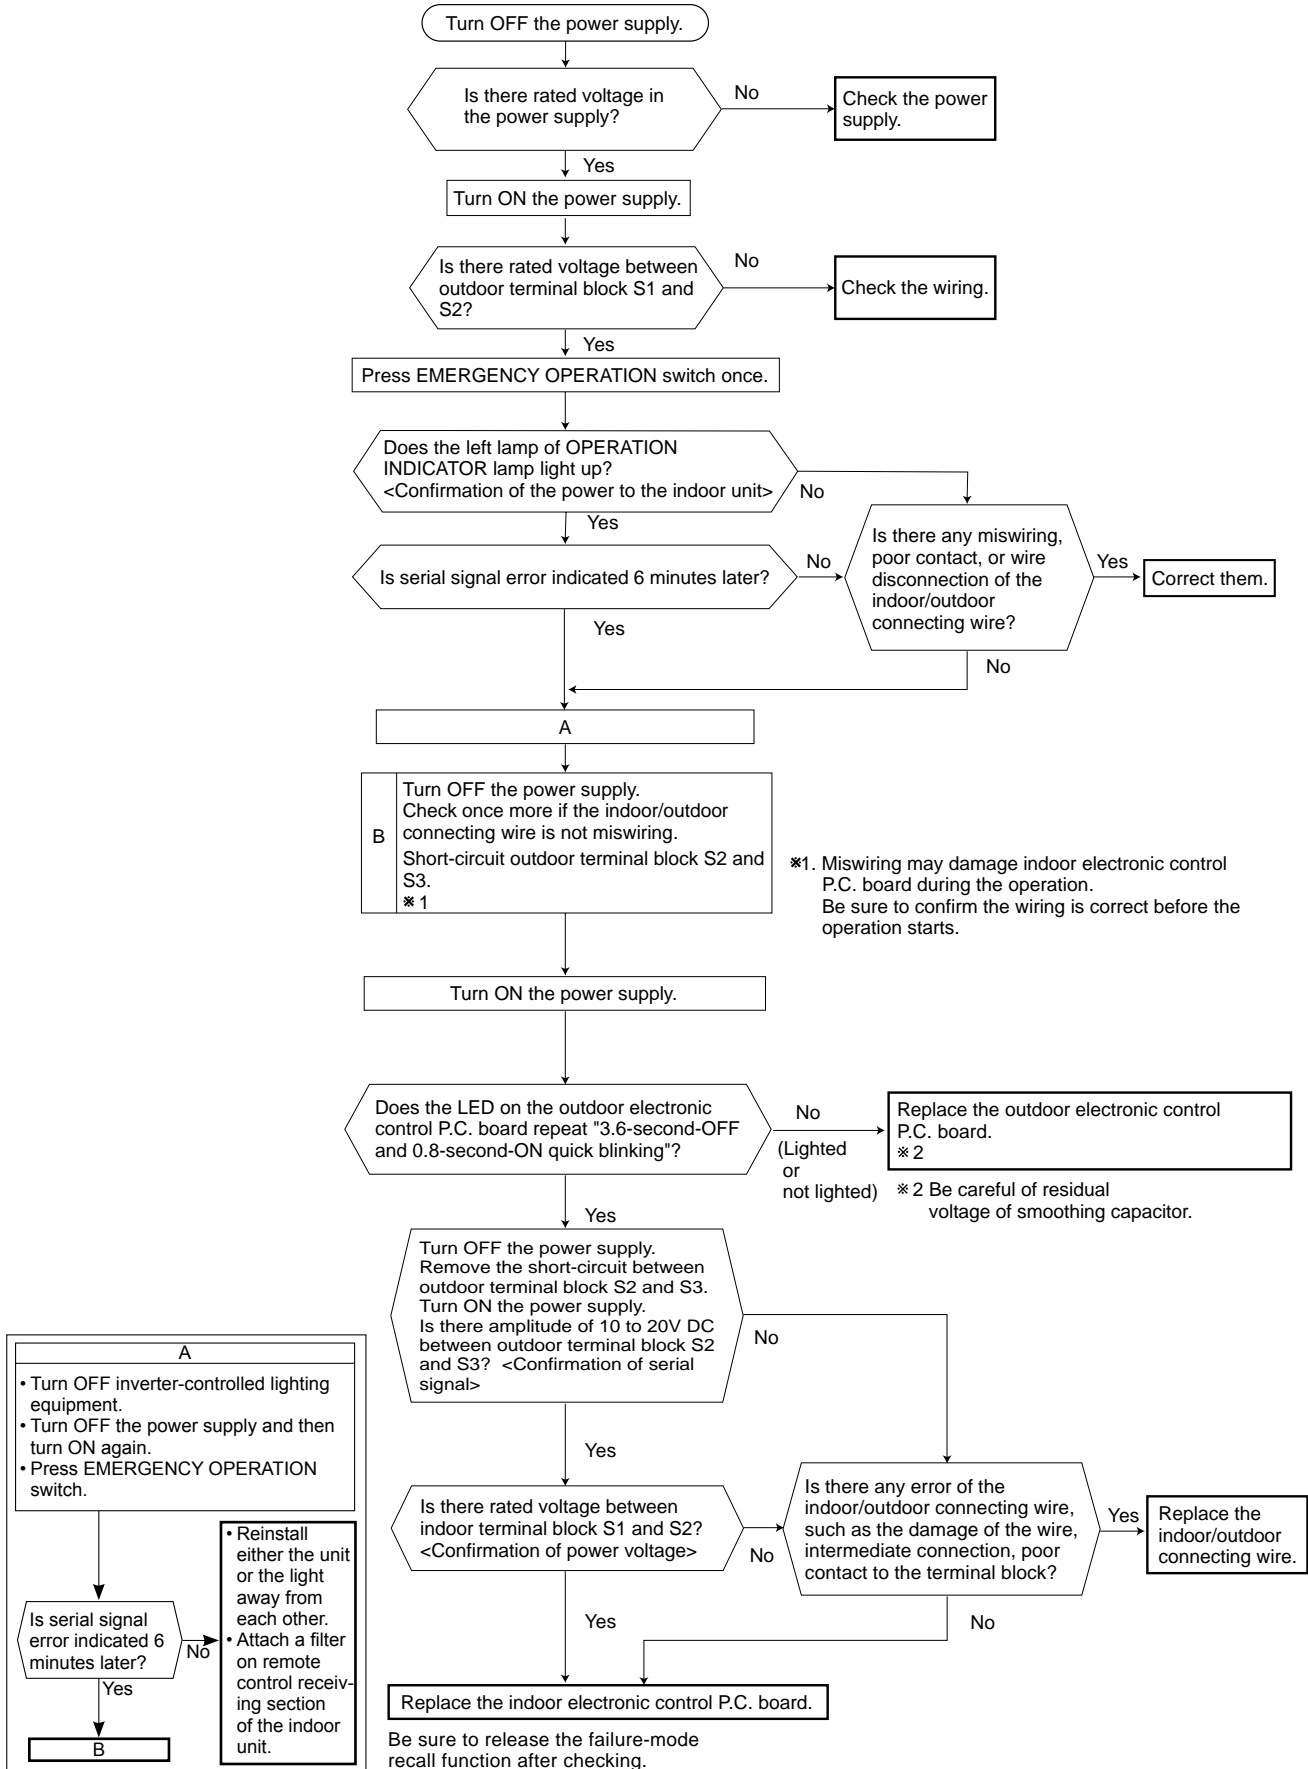 Turn OFF the power supply.
Is there rated voltage in
the power supply?
No
Check the power
supply.
Yes
Turn ON the power supply.
Is there rated voltage between
outdoor terminal block S1 and
S2?
No
Check the wiring.
Yes
Press EMERGENCY OPERATION switch once.
Does the left lamp of OPERATION
INDICATOR lamp light up?
<Confirmation of the power to the indoor unit>
No
Yes
Is serial signal error indicated 6 minutes later?
No
Is there any miswiring,
poor contact, or wire
disconnection of the
indoor/outdoor
connecting wire?
Yes
Correct them.
Yes
No
A
B
Turn OFF the power supply.
Check once more if the indoor/outdoor
connecting wire is not miswiring.
Short-circuit outdoor terminal block S2 and
S3.
※ 1
※1. Miswiring may damage indoor electronic control
P.C. board during the operation.
Be sure to confirm the wiring is correct before the
operation starts.
Turn ON the power supply.
Does the LED on the outdoor electronic
control P.C. board repeat "3.6-second-OFF
and 0.8-second-ON quick blinking"?
No
(Lighted
or
not lighted)
Replace the outdoor electronic control
P.C. board.
※ 2
※ 2 Be careful of residual
voltage of smoothing capacitor.
Yes
Turn OFF the power supply.
Remove the short-circuit between
outdoor terminal block S2 and S3.
Turn ON the power supply.
Is there amplitude of 10 to 20V DC
between outdoor terminal block S2
and S3? <Confirmation of serial
signal>
No
Yes
Is there rated voltage between
indoor terminal block S1 and S2?
<Confirmation of power voltage>
No
Is there any error of the
indoor/outdoor connecting wire,
such as the damage of the wire,
intermediate connection, poor
contact to the terminal block?
Yes
Replace the
indoor/outdoor
connecting wire.
Yes
No
Replace the indoor electronic control P.C. board.
Be sure to release the failure-mode
recall function after checking.
A
• Turn OFF inverter-controlled lighting
equipment.
• Turn OFF the power supply and then
turn ON again.
• Press EMERGENCY OPERATION
switch.
Is serial signal
error indicated 6
minutes later?
No
• Reinstall
either the unit
or the light
away from
each other.
• Attach a filter
on remote
control receiv-
ing section
of the indoor
unit.
Yes
B